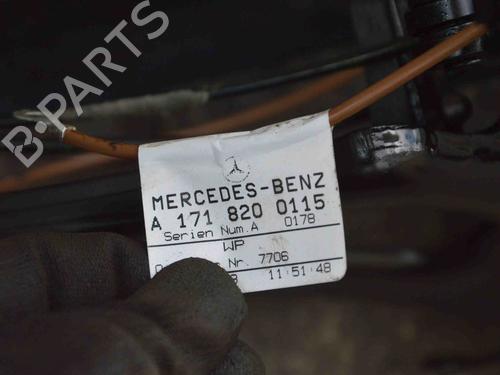 B-PARTS
MERCEDES-BENZ
A 171 820 0115
Serien Num.A 0178
WP
Nr. 7706
11:51:48